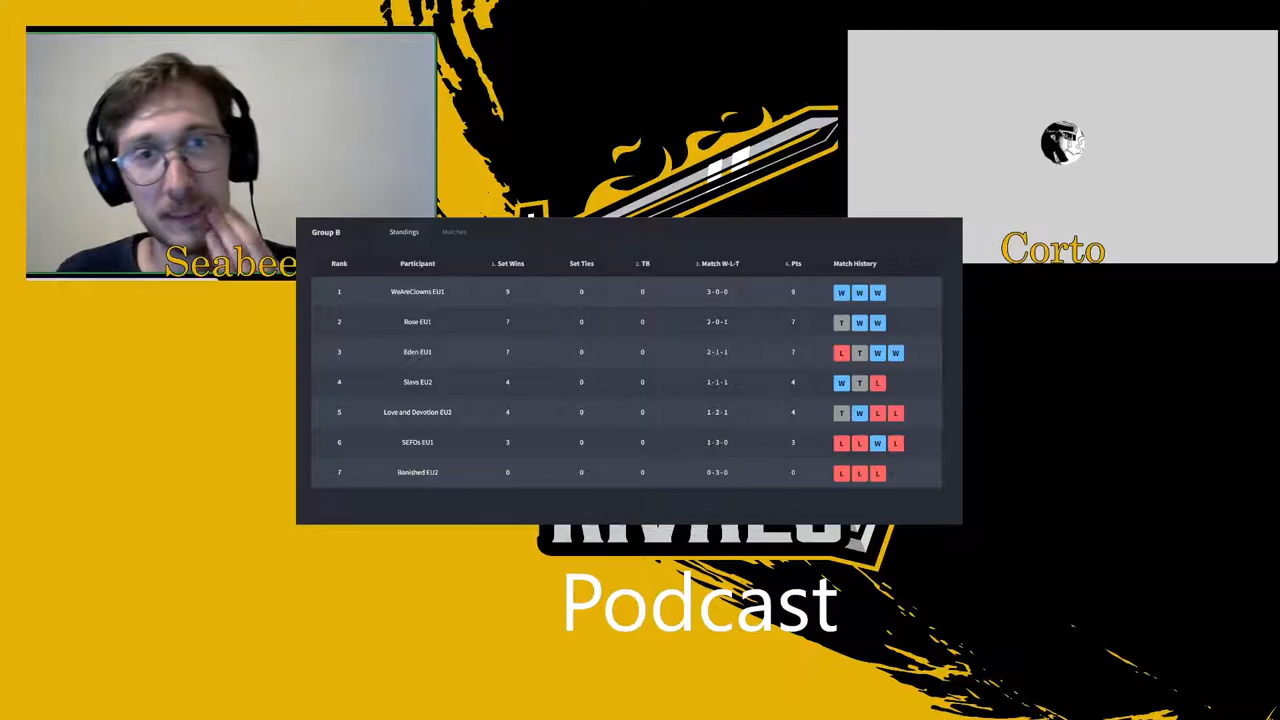 Seabee
Corto
Group B Standings Matches
Rank Participant 1. Set Wins Set Ties 2. TB 3. Match W-L-T 4. Pts Match History
1 WeAreClowns EU1 9 0 0 3 - 0 - 0 9 W W W
2 Rose EU1 7 0 0 2 - 0 - 1 7 T W W
3 Eden EU1 7 0 0 2 - 1 - 1 7 L T W W
4 Slavs EU2 4 0 0 1 - 1 - 1 4 W T L
5 Love and Devotion EU2 4 0 0 1 - 2 - 1 4 T W L L
6 SEFOs EU1 3 0 0 1 - 3 - 0 3 L L W L
7 Banished EU2 0 0 0 0 - 3 - 0 0 L L L
RIVALS
Podcast